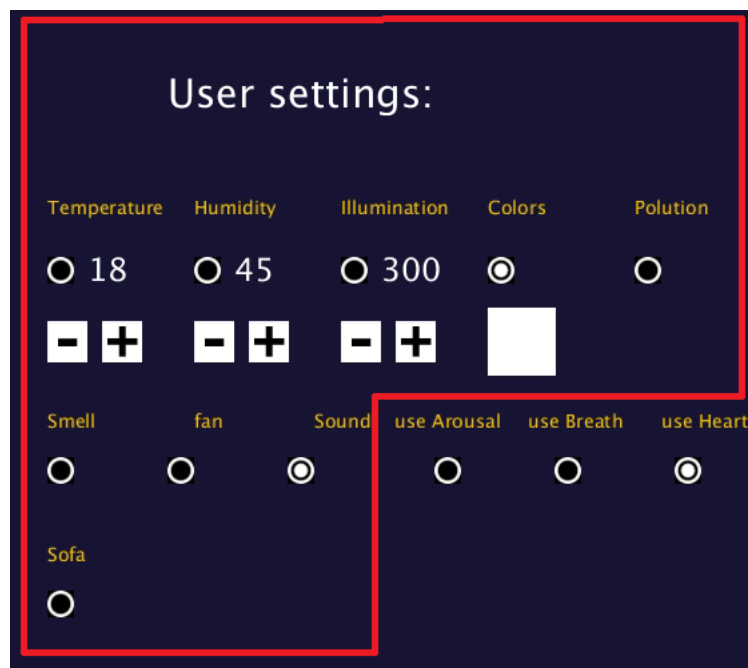 User settings:
Temperature Humidity Illumination Colors Polution
18 45 300
- + - + - +
Smell fan Sound use Arousal use Breath use Heart
Sofa